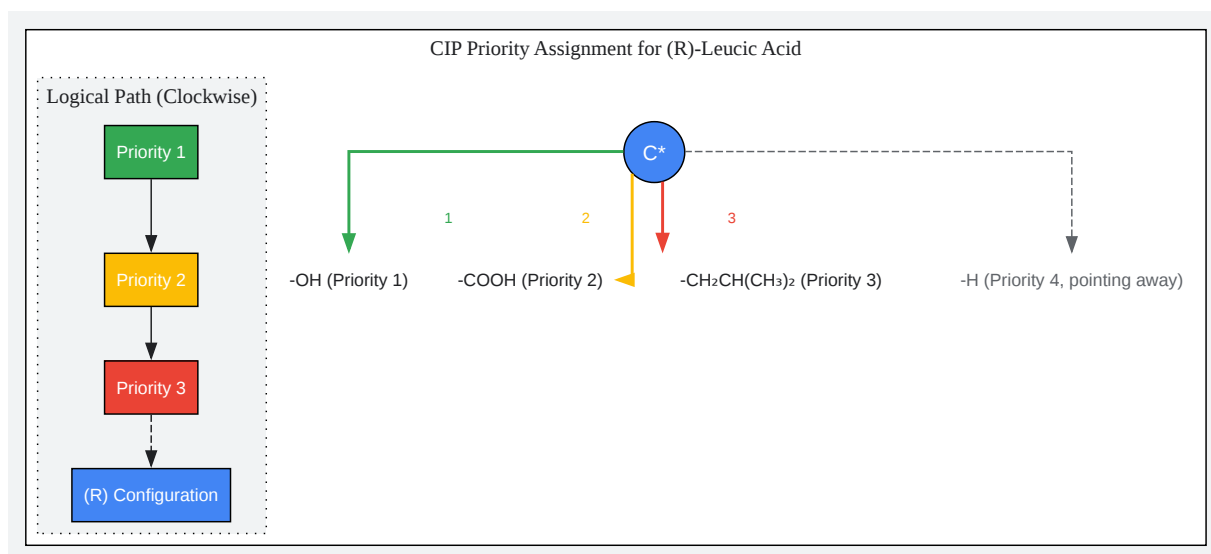 CIP Priority Assignment for (R)-Leucic Acid
Logical Path (Clockwise)
Priority 1
Priority 2
Priority 3
(R) Configuration
C*
1
2
3
-OH (Priority 1)
-COOH (Priority 2)
-CH₂CH(CH₃)₂ (Priority 3)
-H (Priority 4, pointing away)